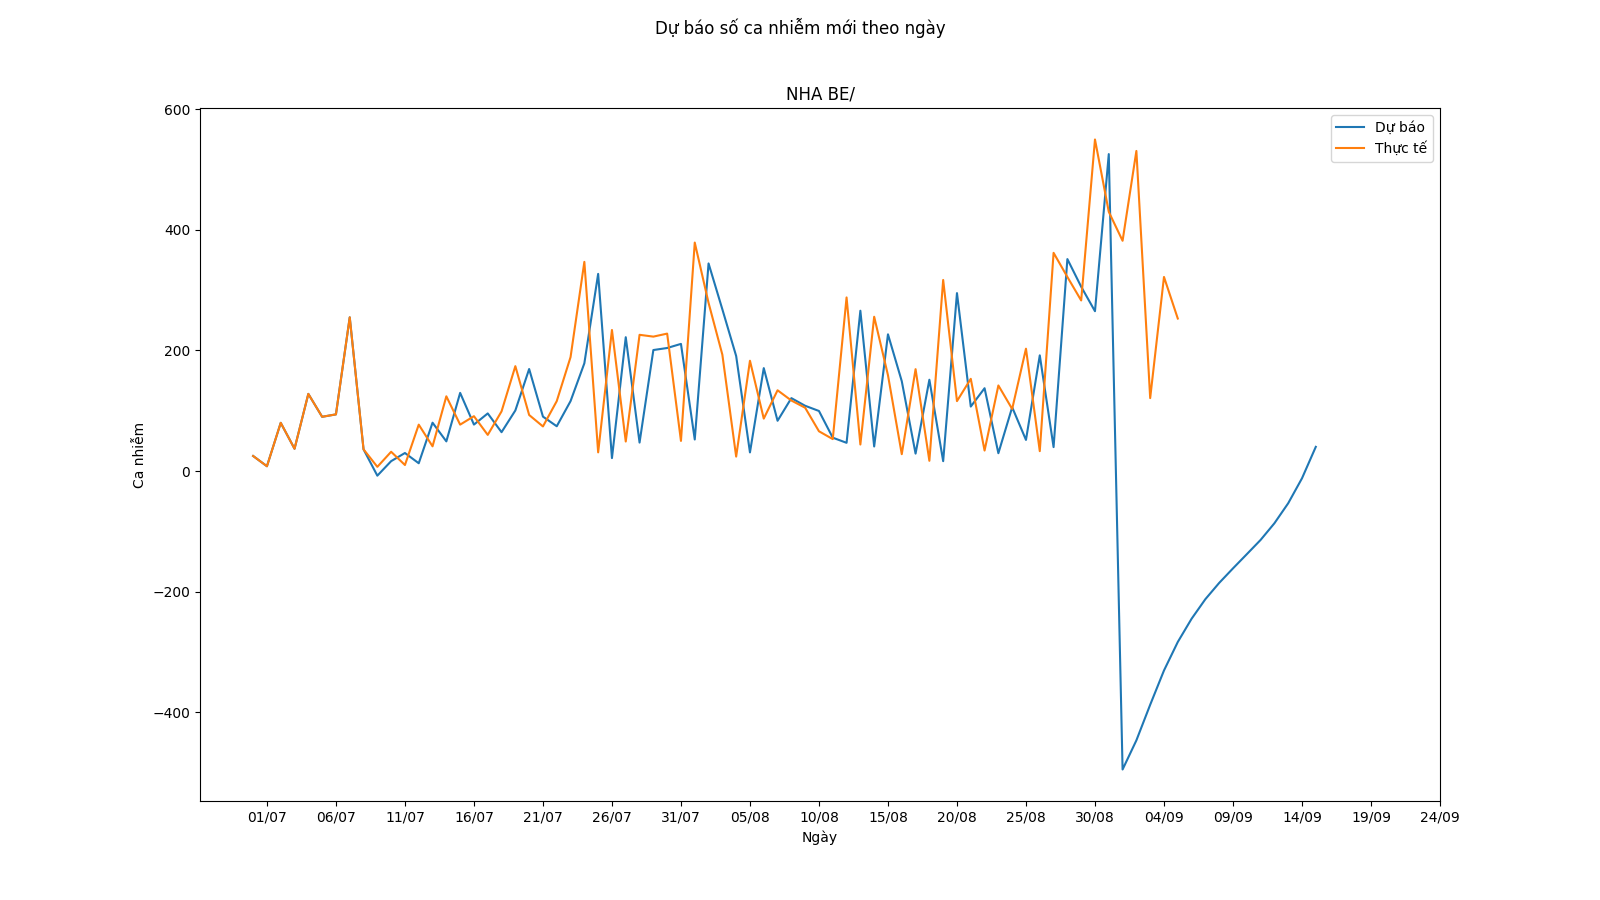 Dự báo số ca nhiễm mới theo ngày
NHA BE/
Dự báo
Thực tế
600
400
200
0
−200
−400
Ca nhiễm
01/07 06/07 11/07 16/07 21/07 26/07 31/07 05/08 10/08 15/08 20/08 25/08 30/08 04/09 09/09 14/09 19/09 24/09
Ngày